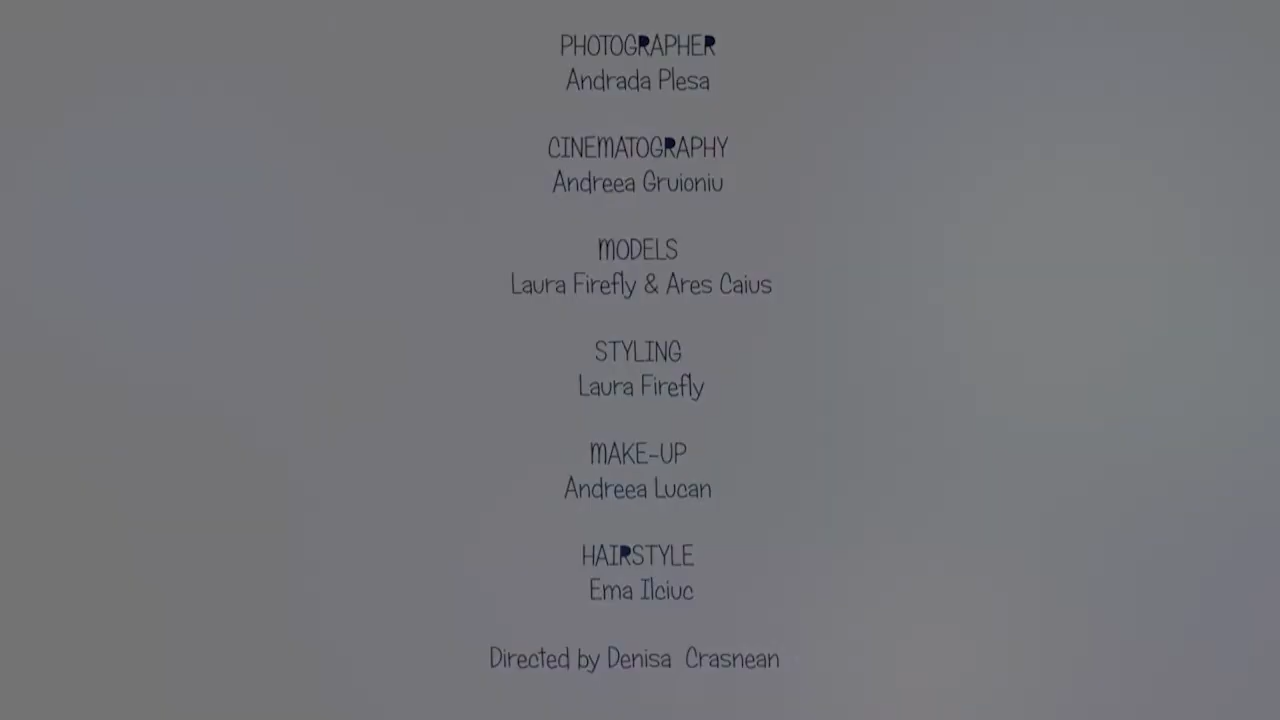 PHOTOGRAPHER
Andrada Plesa
CINEMATOGRAPHY
Andreea Gruioniu
MODELS
Laura Firefly & Ares Caius
STYLING
Laura Firefly
MAKE-UP
Andreea Lucan
HAIRSTYLE
Ema Ilciuc
Directed by Denisa Crasnean